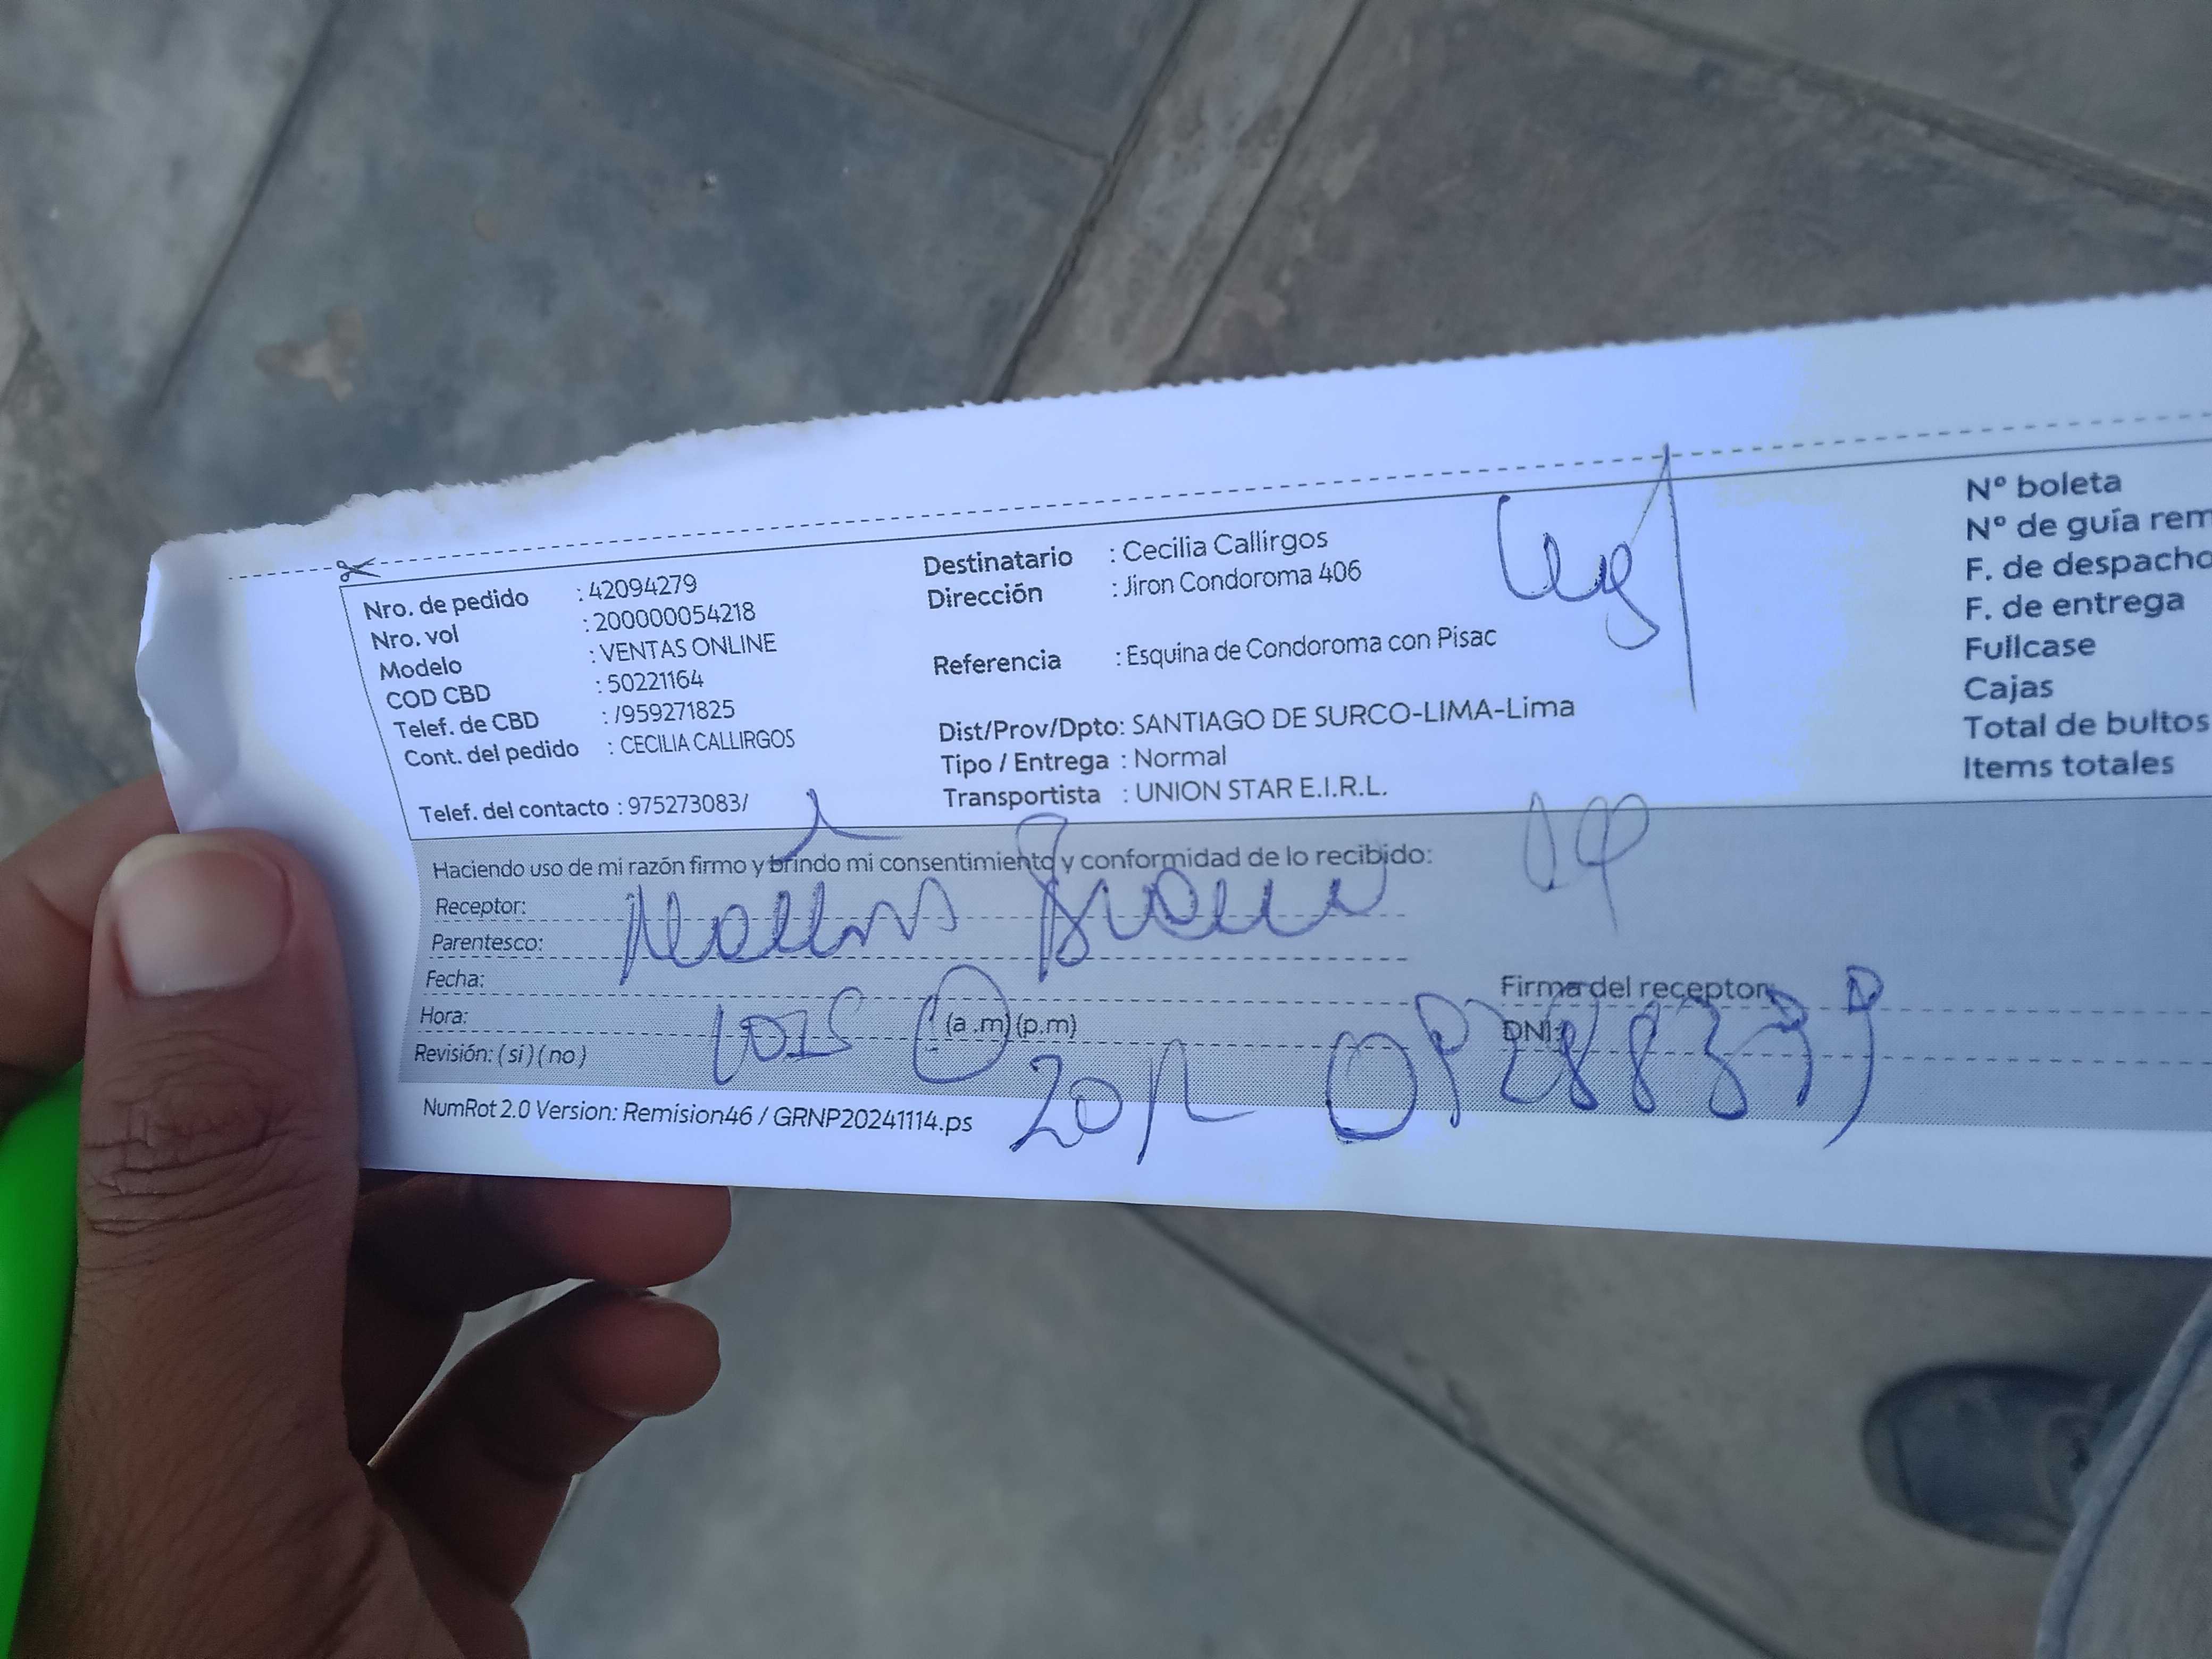 Nro. de pedido : 42094279
Nro. vol : 200000054218
Modelo : VENTAS ONLINE
COD CBD : 50221164
Telef. de CBD : /959271825
Cont. del pedido : CECILIA CALLIRGOS
Telef. del contacto : 975273083/
Destinatario : Cecilia Callirgos
Dirección : Jiron Condoroma 406
Referencia : Esquina de Condoroma con Pisac
Dist/Prov/Dpto: SANTIAGO DE SURCO-LIMA-Lima
Tipo / Entrega : Normal
Transportista : UNION STAR E.I.R.L.
Nº boleta
Nº de guía rem
F. de despacho
F. de entrega
Fullcase
Cajas
Total de bultos
Items totales
Haciendo uso de mi razón firmo y brindo mi consentimiento y conformidad de lo recibido:
Receptor:
Parentesco:
Fecha:
Hora: (a .m) (p.m)
Revisión: ( si ) ( no )
Firma del receptor
DNI:
NumRot 2.0 Version: Remision46 / GRNP20241114.ps